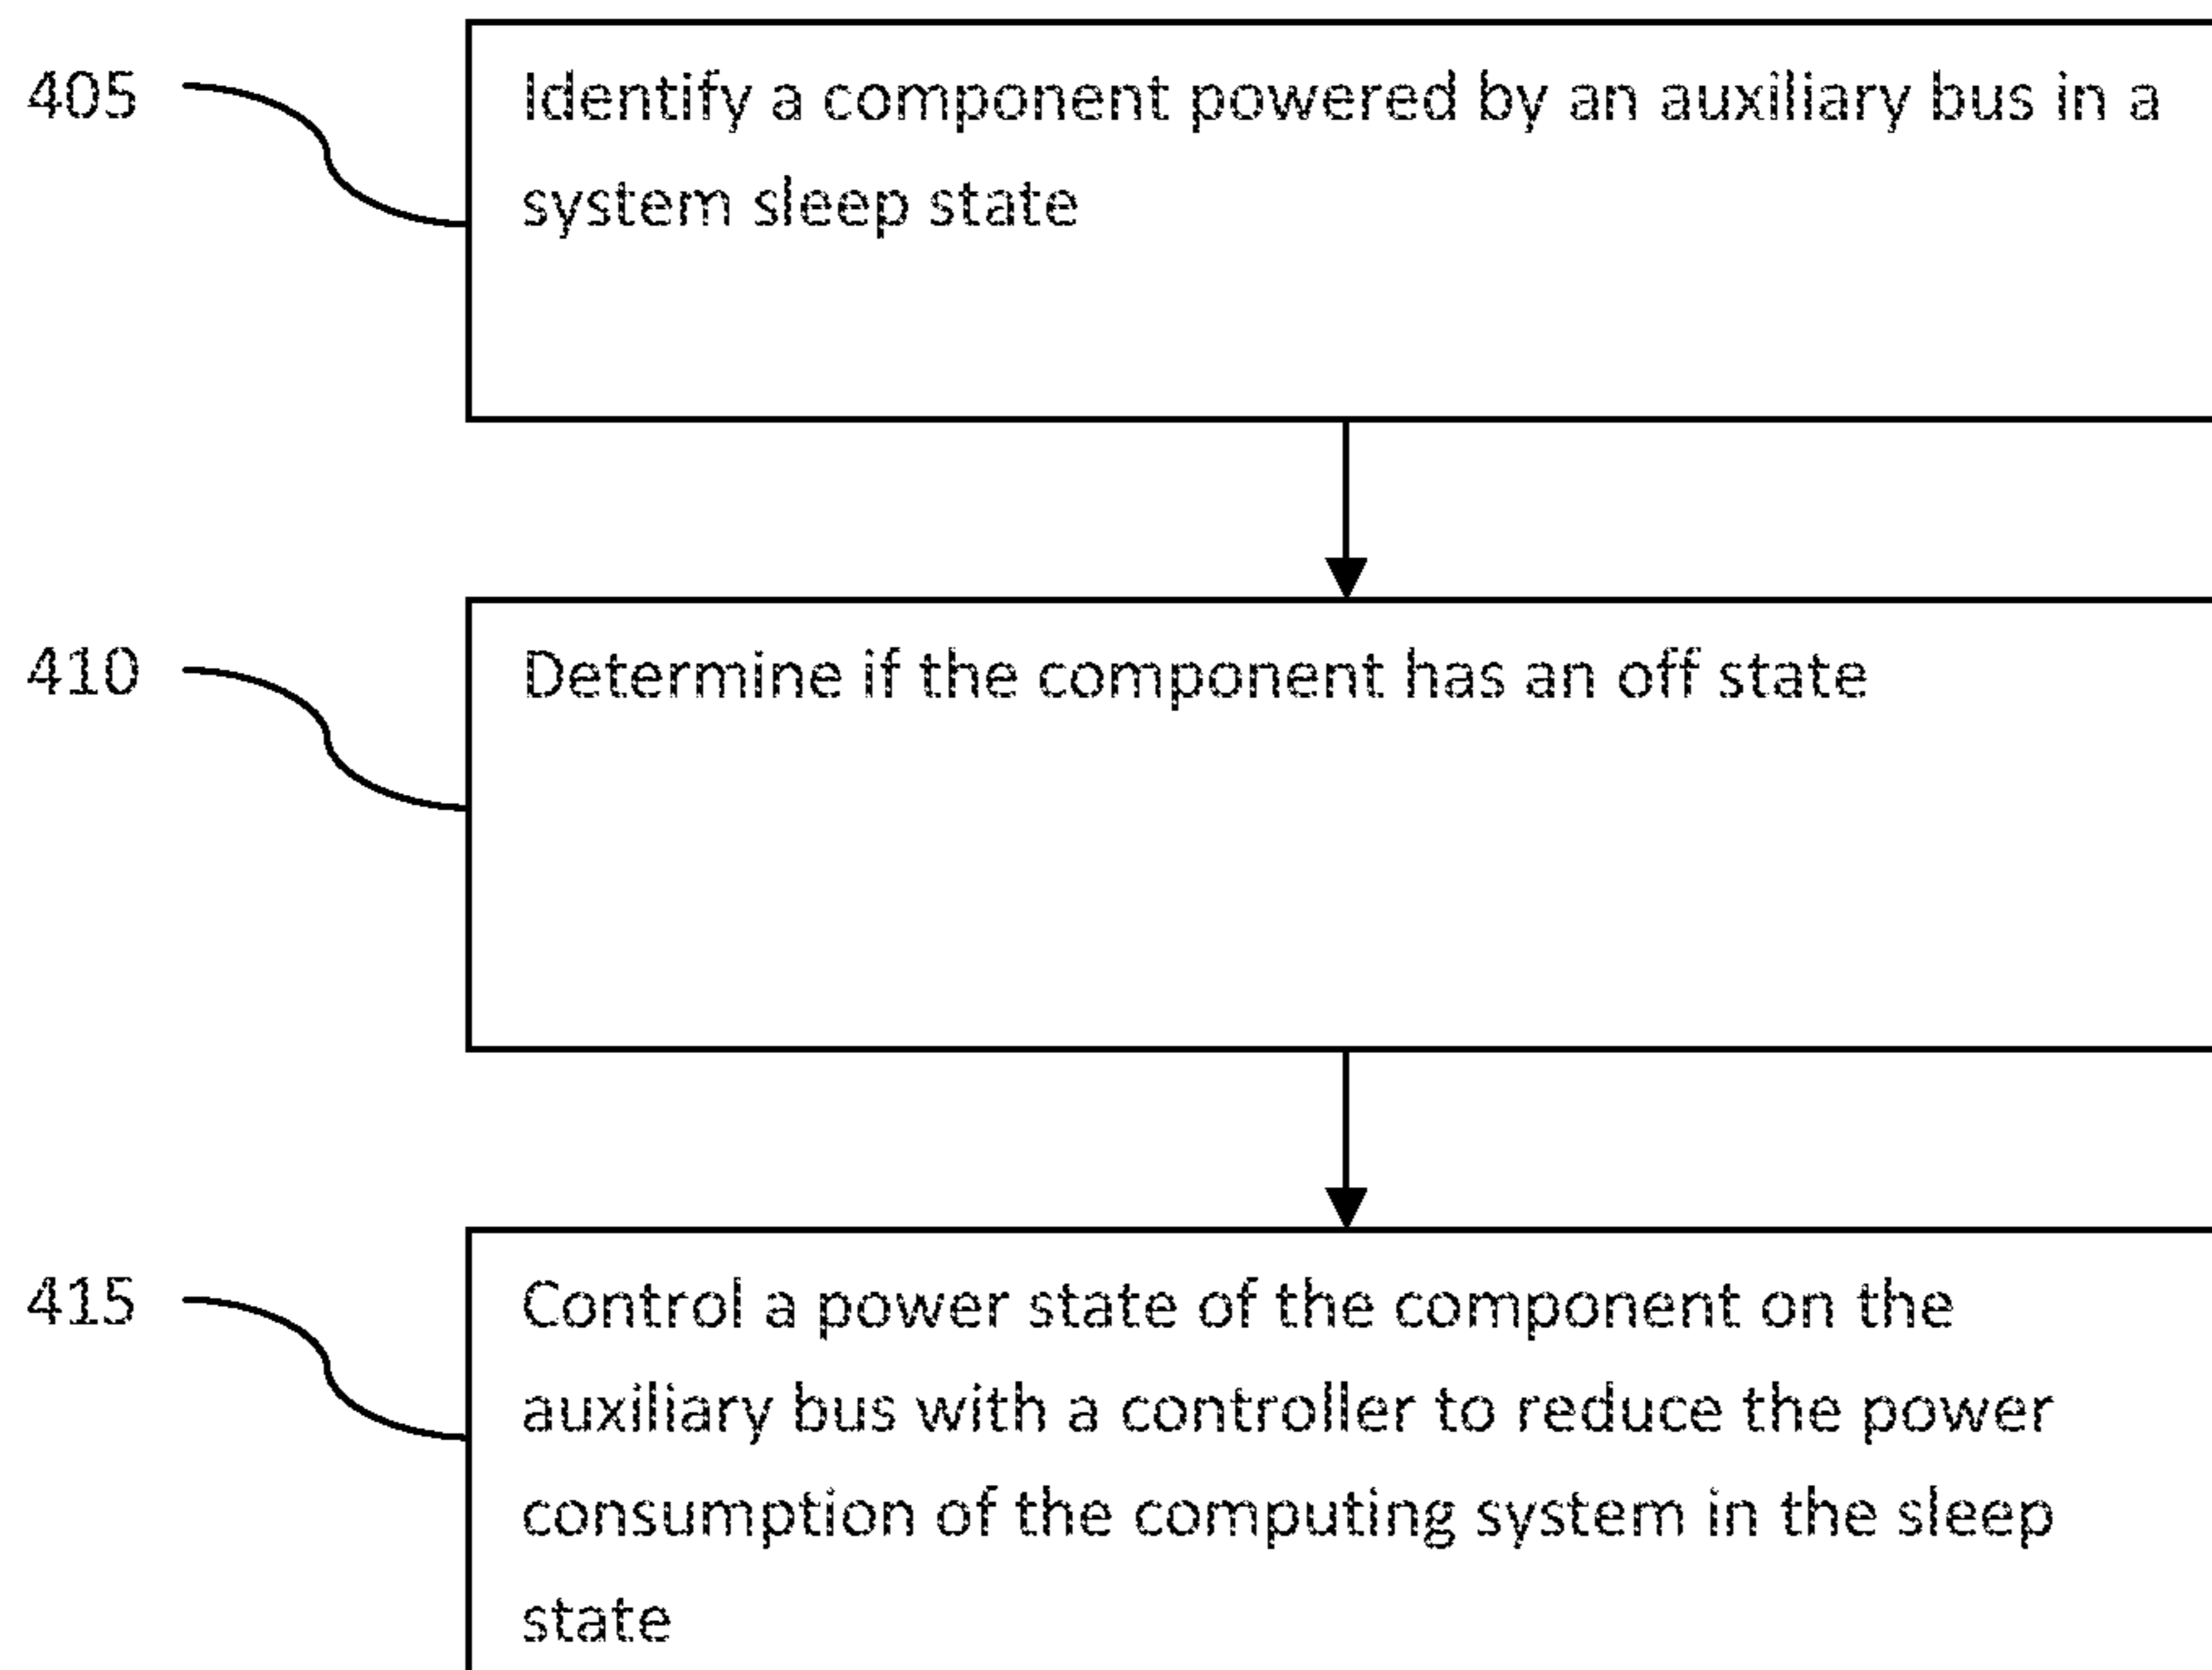 405
Identify a component powered by an auxiliary bus in a
system sleep state
410
Determine if the component has an off state
415
Control a power state of the component on the
auxiliary bus with a controller to reduce the power
consumption of the computing system in the sleep
state